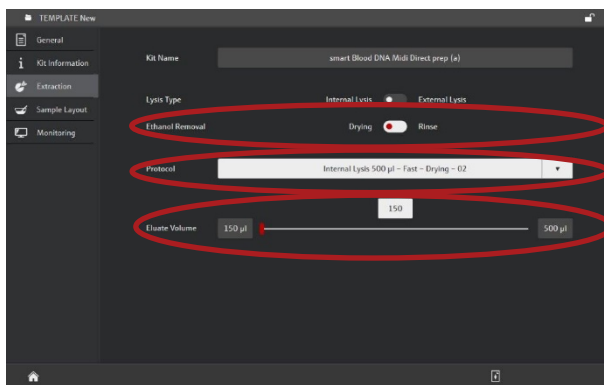 TEMPLATE New
General
Kit Information
Extraction
Sample Layout
Monitoring
Kit Name smart Blood DNA Midi Direct prep (a)
Lysis Type Internal Lysis External Lysis
Ethanol Removal Drying Rinse
Protocol Internal Lysis 500 µl – Fast – Drying – 02
150
Eluate Volume 150 µl 500 µl